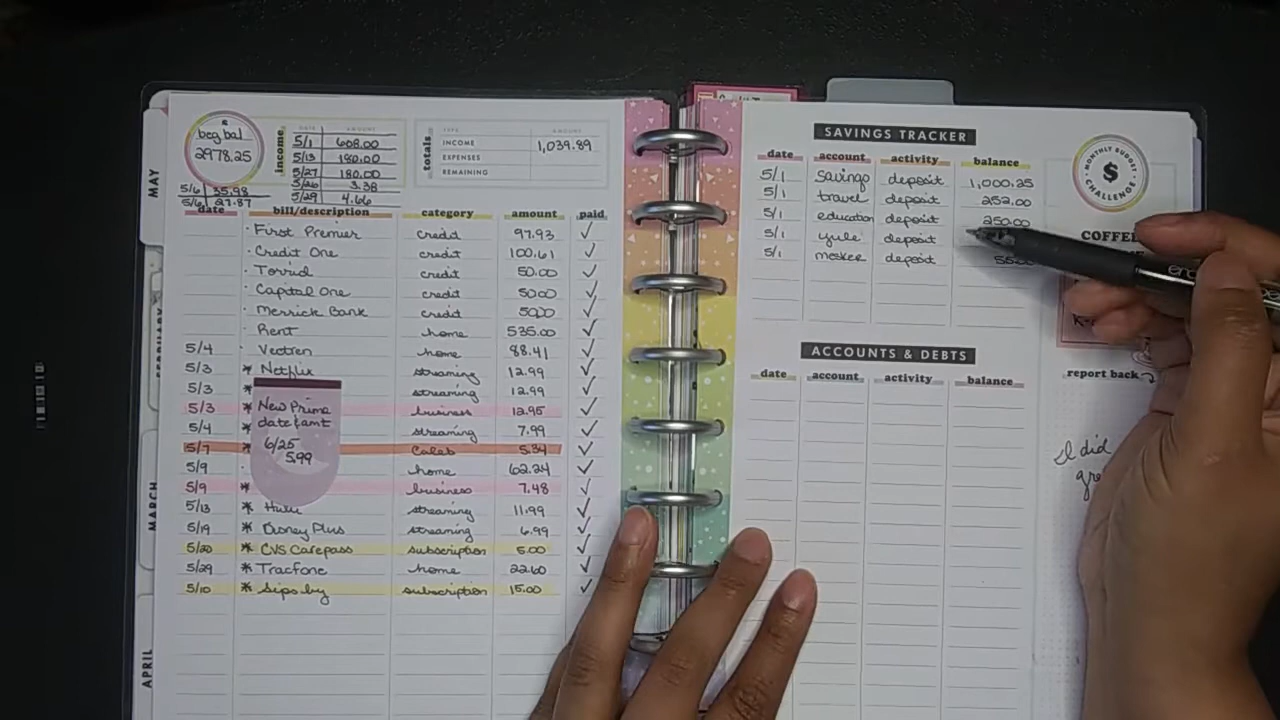 beg bal
2978.25
5/6 35.98
5/6 27.87
income
DATE AMOUNT
5/1 608.00
5/13 180.00
5/27 180.00
5/26 3.38
5/29 4.66
totals
TYPE AMOUNT
INCOME 1,039.89
EXPENSES
REMAINING
date bill/description category amount paid
· First Premier credit 97.93 ✓
· Credit One credit 100.61 ✓
· Torrid credit 50.00 ✓
· Capital One credit 50.00 ✓
· Merrick Bank credit 50.00 ✓
· Rent home 535.00 ✓
5/4 · Vectren home 88.41 ✓
5/3 * Netflix streaming 12.99 ✓
5/3 * streaming 12.99 ✓
5/3 * business 12.95 ✓
5/4 * streaming 7.99 ✓
5/7 * Caleb 5.34 ✓
5/9 · home 62.24 ✓
5/9 * business 7.48 ✓
5/13 * Hulu streaming 11.99 ✓
5/19 * Disney Plus streaming 6.99 ✓
5/20 * CVS Carepass subscription 5.00 ✓
5/29 * Tracfone home 22.60 ✓
5/10 * Sips by subscription 15.00 ✓
New Prime
date & amt
6/25
5.99
MAY
FEBRUARY
MARCH
APRIL
SAVINGS TRACKER
date account activity balance
5/1 savings deposit 1,000.25
5/1 travel deposit 252.00
5/1 education deposit 250.00
5/1 yule deposit
5/1 mesker deposit
ACCOUNTS & DEBTS
date account activity balance
MONTHLY BUDGET
$
CHALLENGE
report back
I did